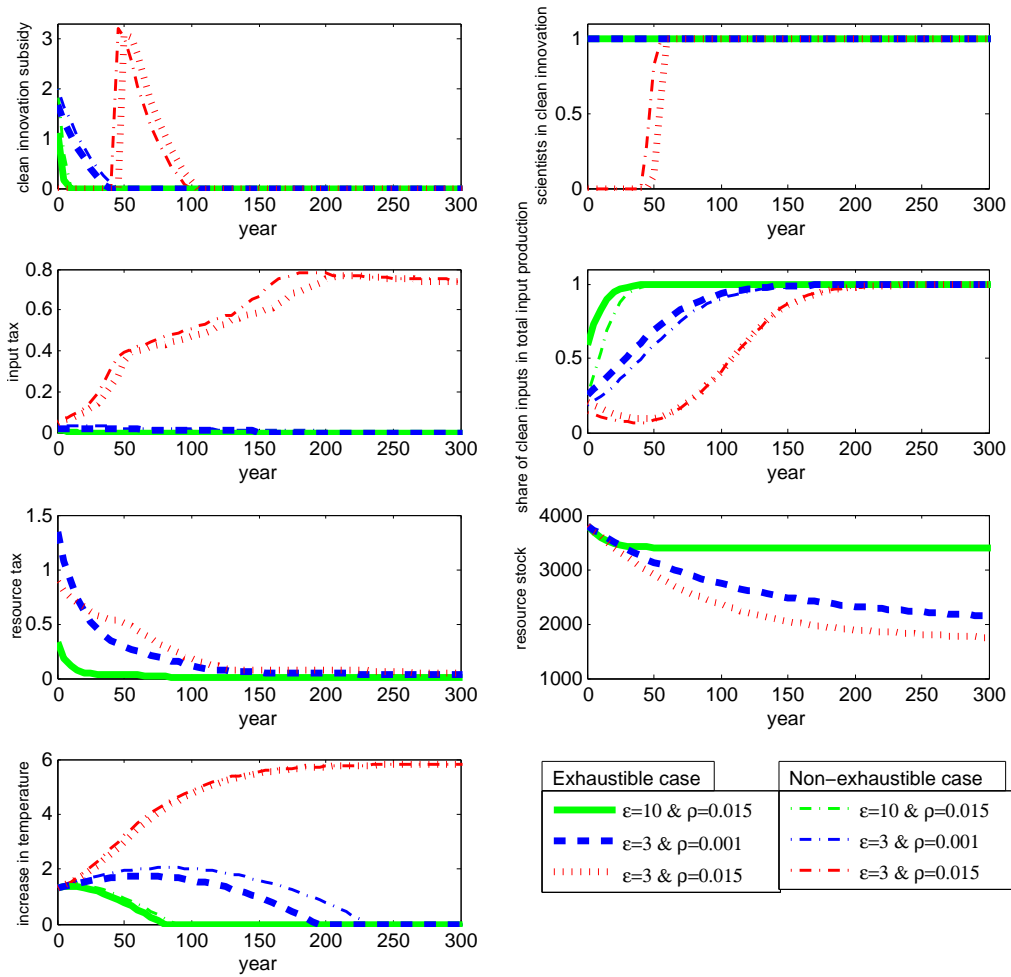 clean innovation subsidy
3
2
1
0
0 50 100 150 200 250 300
year
scientists in clean innovation
1
0.5
0
0 50 100 150 200 250 300
year
input tax
0.8
0.6
0.4
0.2
0
0 50 100 150 200 250 300
year
share of clean inputs in total input production
1
0.5
0
0 50 100 150 200 250 300
year
resource tax
1.5
1
0.5
0
0 50 100 150 200 250 300
year
resource stock
4000
3000
2000
1000
0 50 100 150 200 250 300
year
increase in temperature
6
4
2
0
0 50 100 150 200 250 300
year
Exhaustible case
ε=10 & ρ=0.015
ε=3 & ρ=0.001
ε=3 & ρ=0.015
Non−exhaustible case
ε=10 & ρ=0.015
ε=3 & ρ=0.001
ε=3 & ρ=0.015